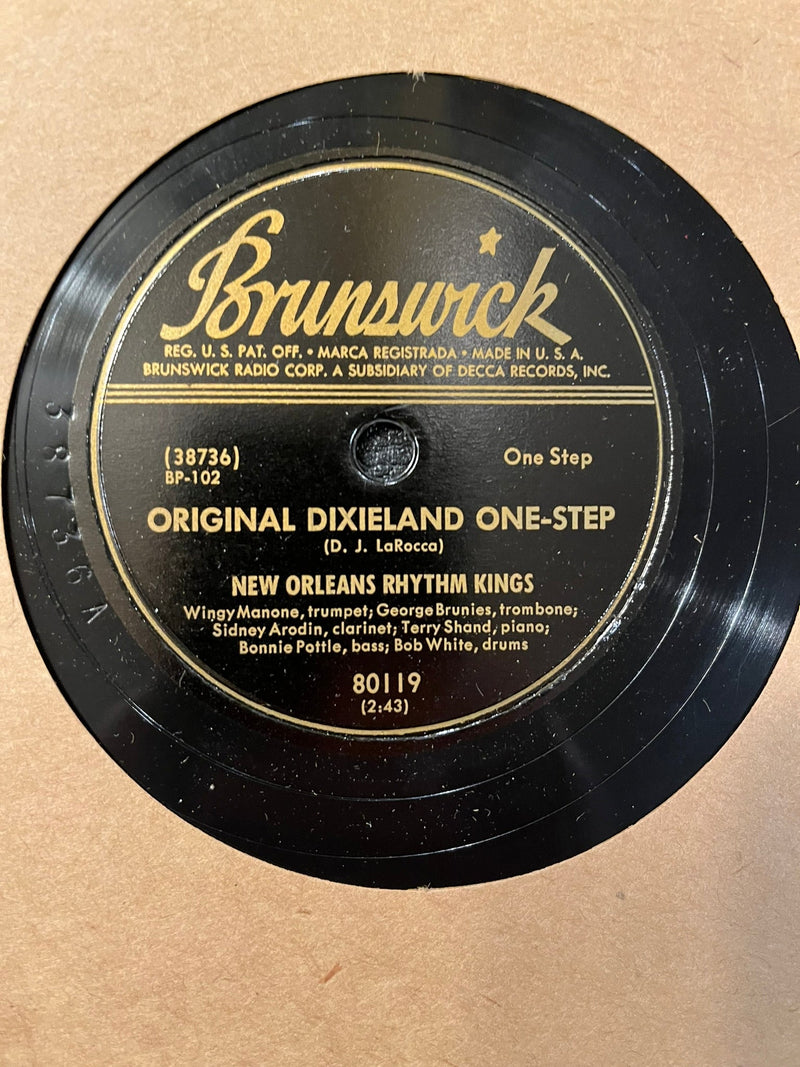 Brunswick
REG. U. S. PAT. OFF. • MARCA REGISTRADA • MADE IN U. S. A.
BRUNSWICK RADIO CORP. A SUBSIDIARY OF DECCA RECORDS, INC.
(38736) One Step
BP-102
ORIGINAL DIXIELAND ONE-STEP
(D. J. LaRocca)
NEW ORLEANS RHYTHM KINGS
Wingy Manone, trumpet; George Brunies, trombone;
Sidney Arodin, clarinet; Terry Shand, piano;
Bonnie Pottle, bass; Bob White, drums
80119
(2:43)
38736A